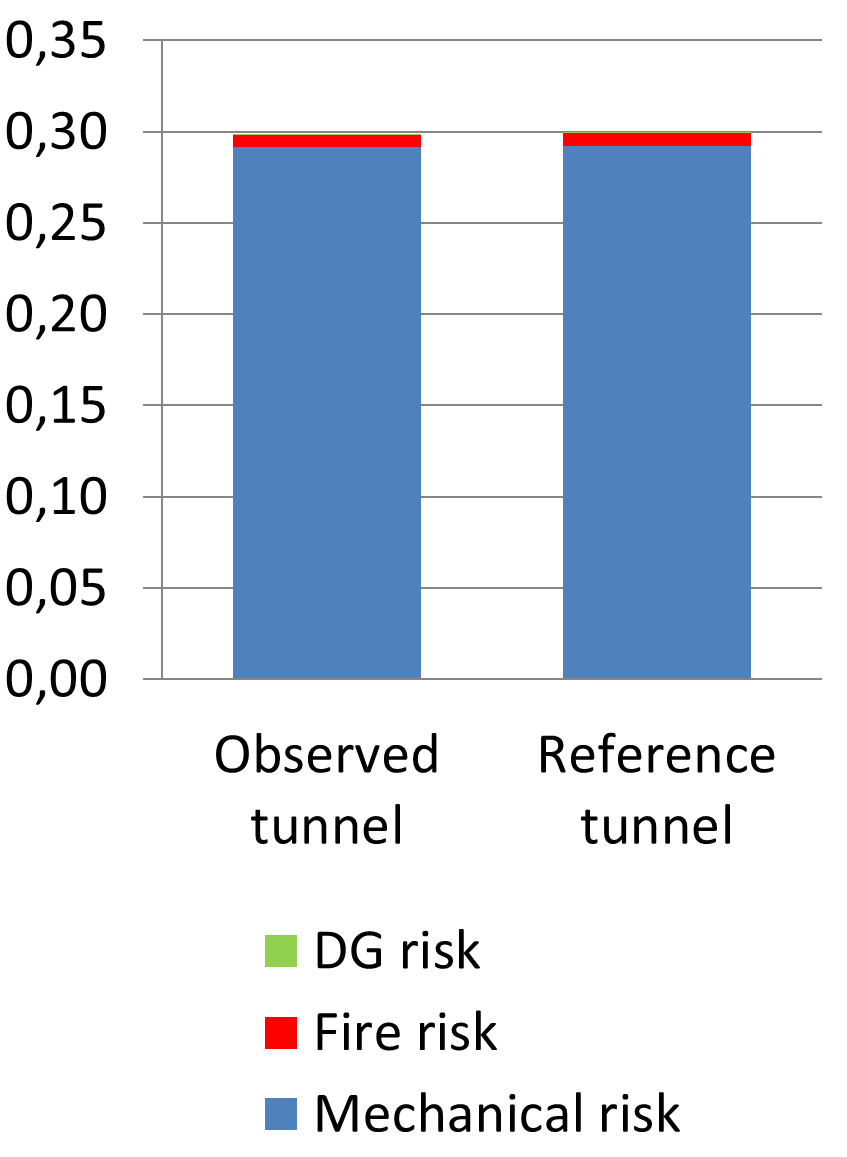 0,35
0,30
0,25
0,20
0,15
0,10
0,05
0,00
Observed tunnel
Reference tunnel
DG risk
Fire risk
Mechanical risk